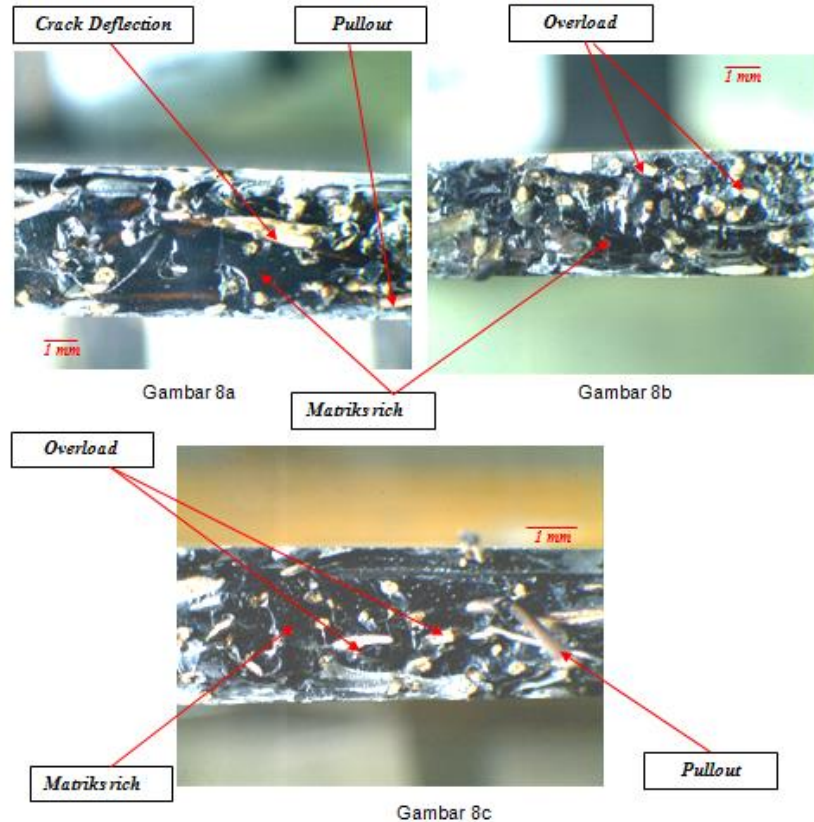 Crack Deflection
Pullout
Overload
1 mm
1 mm
Gambar 8a
Matriks rich
Gambar 8b
Overload
1 mm
Matriks rich
Pullout
Gambar 8c